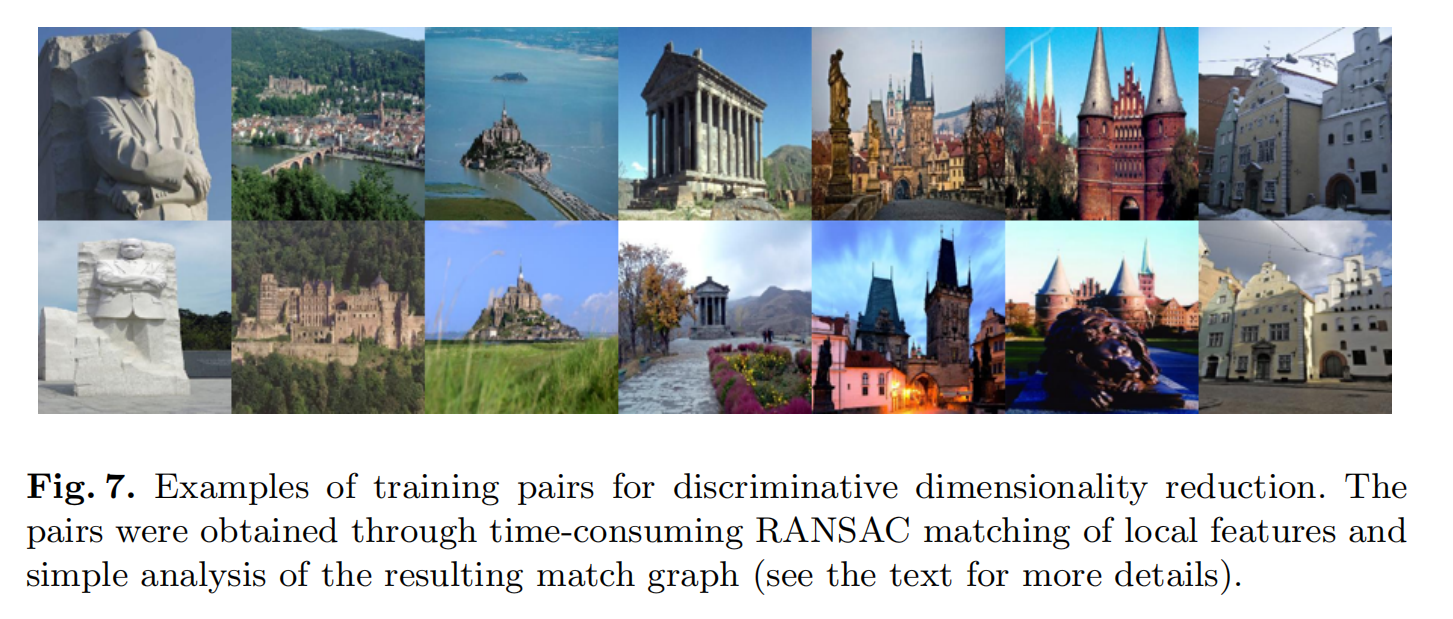 Fig. 7. Examples of training pairs for discriminative dimensionality reduction. The
pairs were obtained through time-consuming RANSAC matching of local features and
simple analysis of the resulting match graph (see the text for more details).